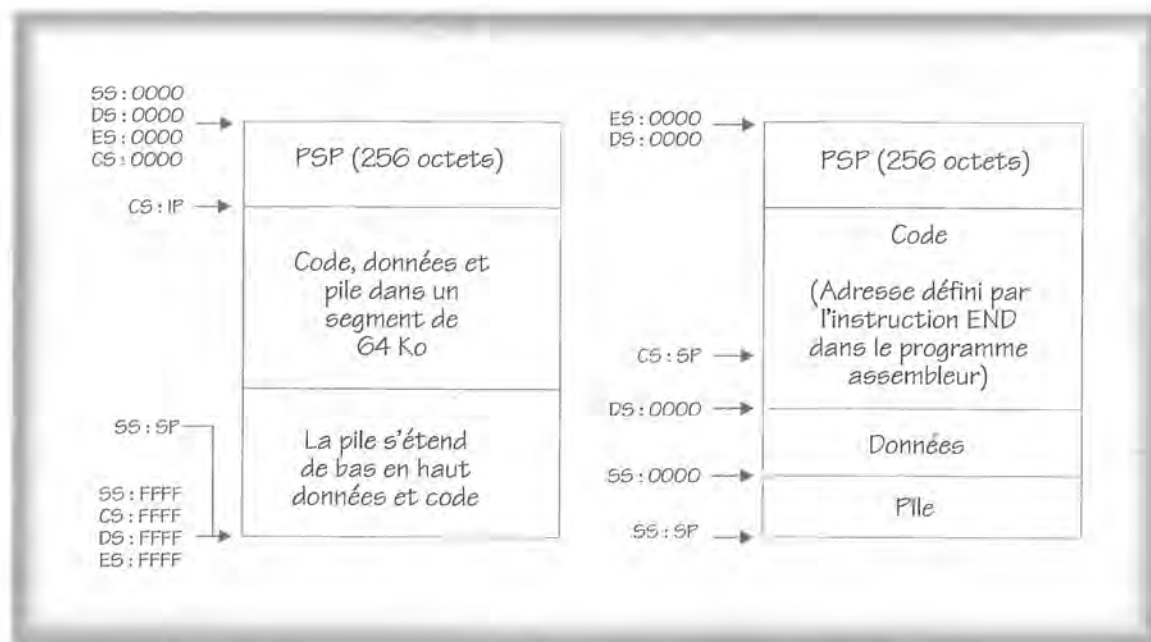 SS:0000
DS:0000
ES:0000
CS:0000
PSP (256 octets)
CS:IP
Code, données et
pile dans un
segment de
64 Ko
SS:SP
La pile s'étend
de bas en haut
données et code
SS:FFFF
CS:FFFF
DS:FFFF
ES:FFFF
ES:0000
DS:0000
PSP (256 octets)
Code
(Adresse défini par
l'instruction END
dans le programme
assembleur)
CS:SP
DS:0000
Données
SS:0000
Pile
SS:SP